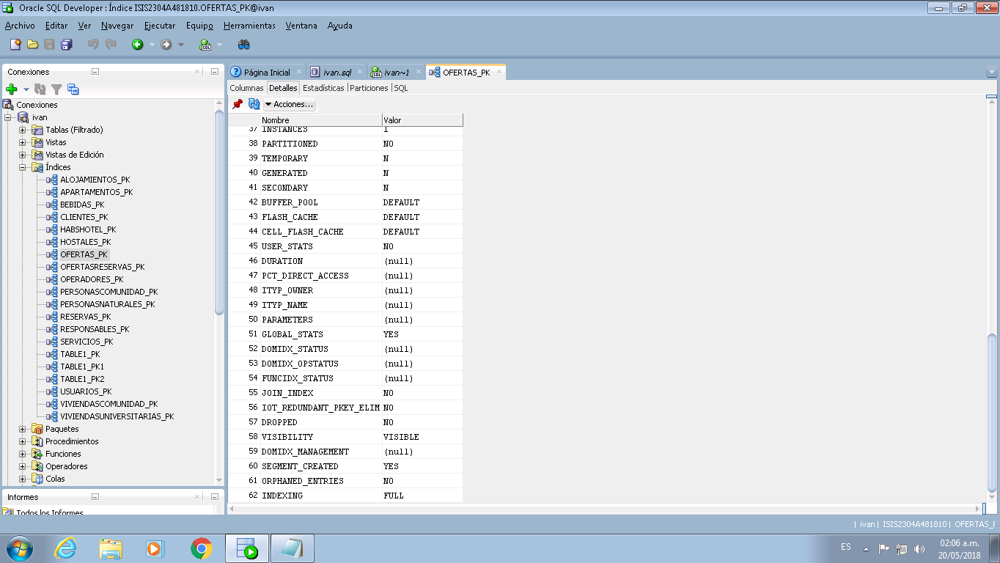 Oracle SQL Developer : Índice ISIS2304A481810.OFERTAS_PK@ivan
Archivo Editar Ver Navegar Ejecutar Equipo Herramientas Ventana Ayuda
Conexiones
Conexiones
ivan
Tablas (Filtrado)
Vistas
Vistas de Edición
Índices
ALOJAMIENTOS_PK
APARTAMENTOS_PK
BEBIDAS_PK
CLIENTES_PK
HABSHOTEL_PK
HOSTALES_PK
OFERTAS_PK
OFERTASRESERVAS_PK
OPERADORES_PK
PERSONASCOMUNIDAD_PK
PERSONASNATURALES_PK
RESERVAS_PK
RESPONSABLES_PK
SERVICIOS_PK
TABLE1_PK
TABLE1_PK1
TABLE1_PK2
USUARIOS_PK
VIVIENDASCOMUNIDAD_PK
VIVIENDASUNIVERSITARIAS_PK
Paquetes
Procedimientos
Funciones
Operadores
Colas
Informes
Todos los Informes
Página Inicial ivan.sql ivan~1 OFERTAS_PK
Columnas Detalles Estadísticas Particiones SQL
Acciones...
Nombre Valor
37 INSTANCES 1
38 PARTITIONED NO
39 TEMPORARY N
40 GENERATED N
41 SECONDARY N
42 BUFFER_POOL DEFAULT
43 FLASH_CACHE DEFAULT
44 CELL_FLASH_CACHE DEFAULT
45 USER_STATS NO
46 DURATION (null)
47 PCT_DIRECT_ACCESS (null)
48 ITYP_OWNER (null)
49 ITYP_NAME (null)
50 PARAMETERS (null)
51 GLOBAL_STATS YES
52 DOMIDX_STATUS (null)
53 DOMIDX_OPSTATUS (null)
54 FUNCIDX_STATUS (null)
55 JOIN_INDEX NO
56 IOT_REDUNDANT_PKEY_ELIM NO
57 DROPPED NO
58 VISIBILITY VISIBLE
59 DOMIDX_MANAGEMENT (null)
60 SEGMENT_CREATED YES
61 ORPHANED_ENTRIES NO
62 INDEXING FULL
| ivan | ISIS2304A481810 | OFERTAS_P
ES
02:06 a.m.
20/05/2018